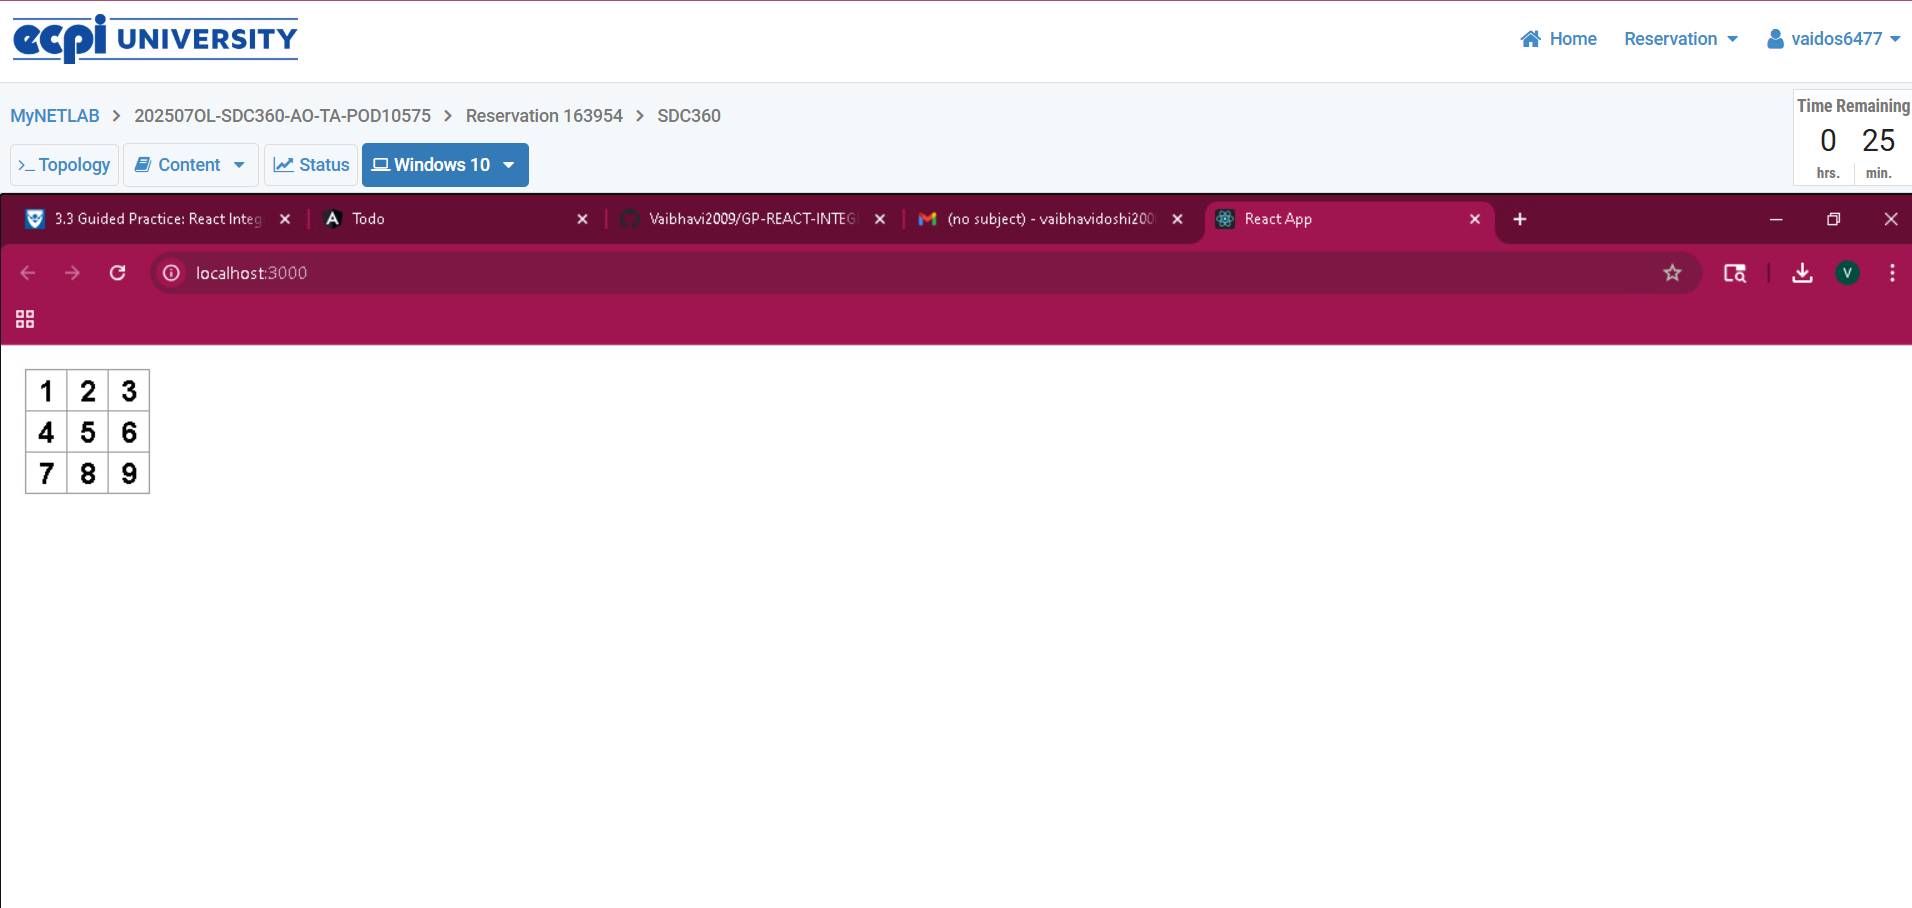 ecpi UNIVERSITY
Home Reservation vaidos6477
MyNETLAB > 202507OL-SDC360-AO-TA-POD10575 > Reservation 163954 > SDC360
Time Remaining
0 25
hrs. min.
>_ Topology Content Status Windows 10
3.3 Guided Practice: React Integ
Todo
Vaibhavi2009/GP-REACT-INTEG
(no subject) - vaibhavidoshi200
React App
localhost:3000
V
1 2 3
4 5 6
7 8 9